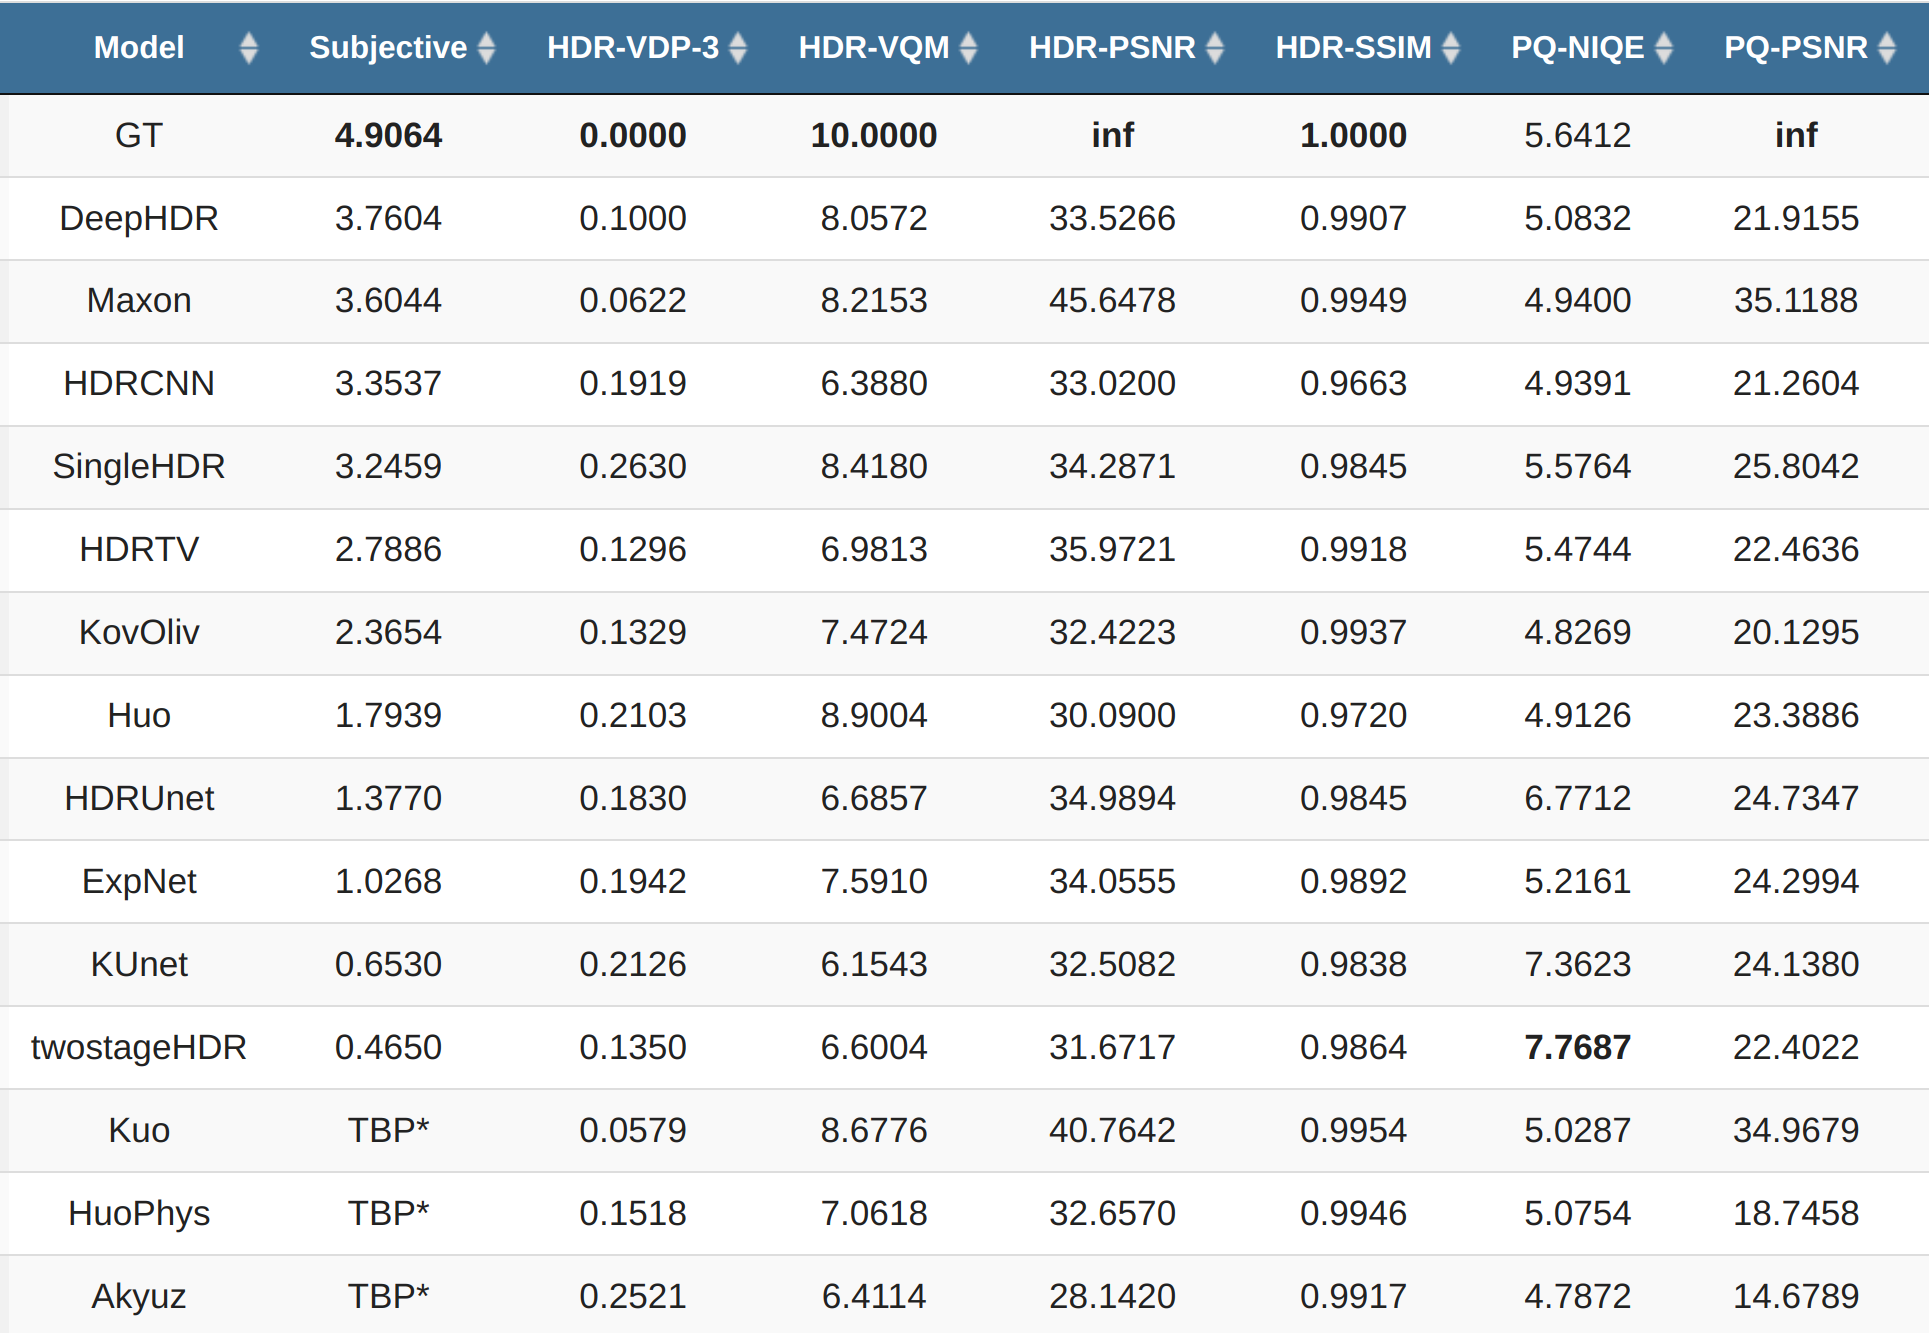 Model Subjective HDR-VDP-3 HDR-VQM HDR-PSNR HDR-SSIM PQ-NIQE PQ-PSNR
GT 4.9064 0.0000 10.0000 inf 1.0000 5.6412 inf
DeepHDR 3.7604 0.1000 8.0572 33.5266 0.9907 5.0832 21.9155
Maxon 3.6044 0.0622 8.2153 45.6478 0.9949 4.9400 35.1188
HDRCNN 3.3537 0.1919 6.3880 33.0200 0.9663 4.9391 21.2604
SingleHDR 3.2459 0.2630 8.4180 34.2871 0.9845 5.5764 25.8042
HDRTV 2.7886 0.1296 6.9813 35.9721 0.9918 5.4744 22.4636
KovOliv 2.3654 0.1329 7.4724 32.4223 0.9937 4.8269 20.1295
Huo 1.7939 0.2103 8.9004 30.0900 0.9720 4.9126 23.3886
HDRUnet 1.3770 0.1830 6.6857 34.9894 0.9845 6.7712 24.7347
ExpNet 1.0268 0.1942 7.5910 34.0555 0.9892 5.2161 24.2994
KUnet 0.6530 0.2126 6.1543 32.5082 0.9838 7.3623 24.1380
twostageHDR 0.4650 0.1350 6.6004 31.6717 0.9864 7.7687 22.4022
Kuo TBP* 0.0579 8.6776 40.7642 0.9954 5.0287 34.9679
HuoPhys TBP* 0.1518 7.0618 32.6570 0.9946 5.0754 18.7458
Akyuz TBP* 0.2521 6.4114 28.1420 0.9917 4.7872 14.6789